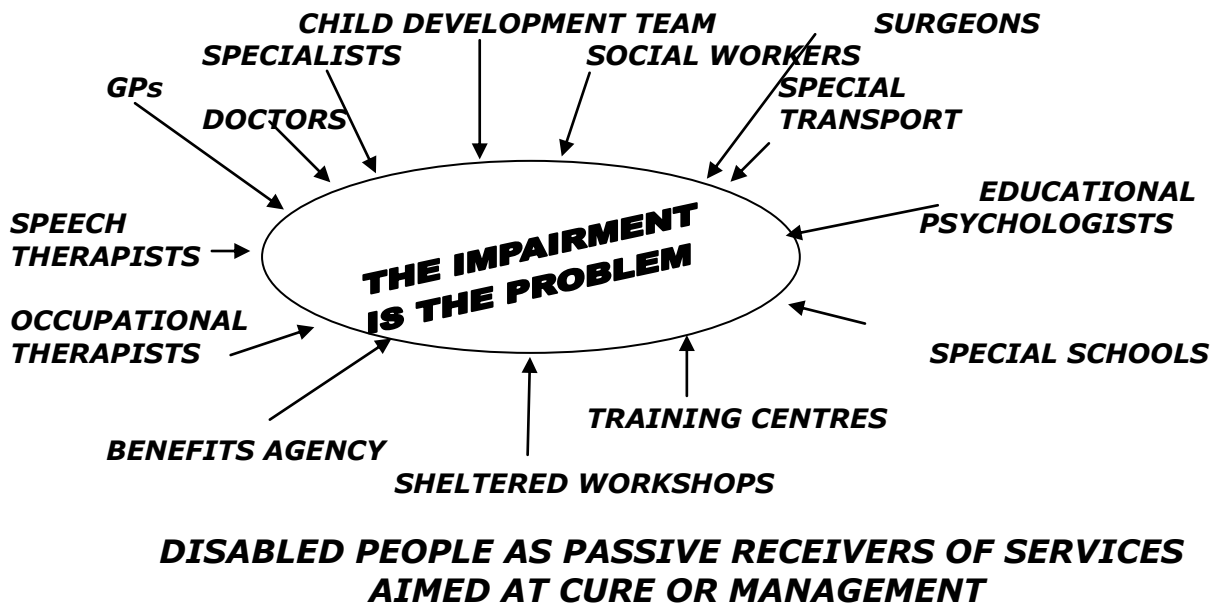 CHILD DEVELOPMENT TEAM
SURGEONS
SPECIALISTS
SOCIAL WORKERS
GPs
SPECIAL
TRANSPORT
DOCTORS
EDUCATIONAL
PSYCHOLOGISTS
SPEECH
THERAPISTS
THE IMPAIRMENT
IS THE PROBLEM
OCCUPATIONAL
THERAPISTS
SPECIAL SCHOOLS
TRAINING CENTRES
BENEFITS AGENCY
SHELTERED WORKSHOPS
DISABLED PEOPLE AS PASSIVE RECEIVERS OF SERVICES
AIMED AT CURE OR MANAGEMENT